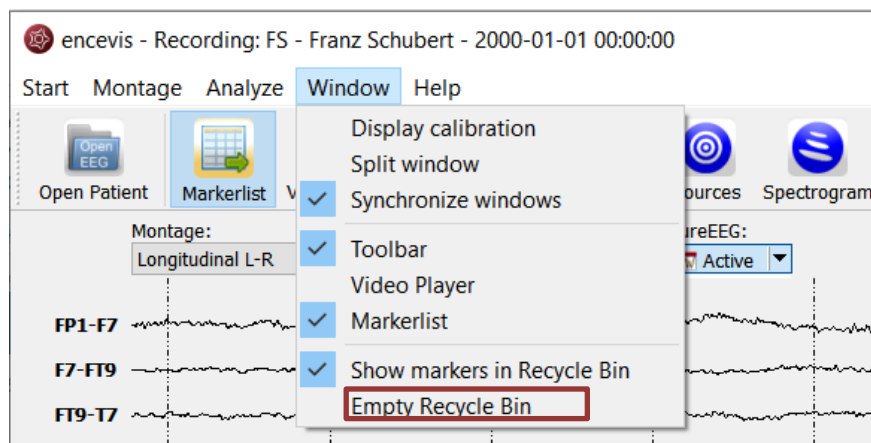 encevis - Recording: FS - Franz Schubert - 2000-01-01 00:00:00
Start Montage Analyze Window Help
Display calibration
Split window
Synchronize windows
Toolbar
Video Player
Markerlist
Show markers in Recycle Bin
Empty Recycle Bin
Open EEG
Open Patient Markerlist V ources Spectrogram
Montage: ureEEG:
Longitudinal L-R Active
FP1-F7
F7-FT9
FT9-T7